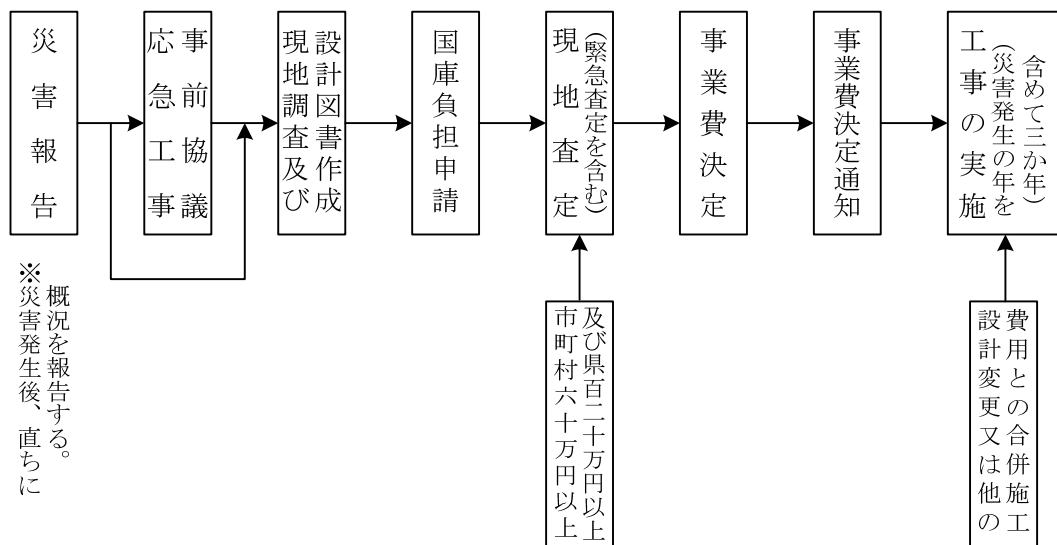 災害報告
※災害発生後、直ちに
概況を報告する。
応急工事
事前協議
現地調査及び
設計図書作成
国庫負担申請
現地査定
(緊急査定を含む)
市町村六十万円以上
及び県百二十万円以上
事業費決定
事業費決定通知
工事の実施
(災害発生の年を
含めて三か年)
設計変更又は他の
費用との合併施工